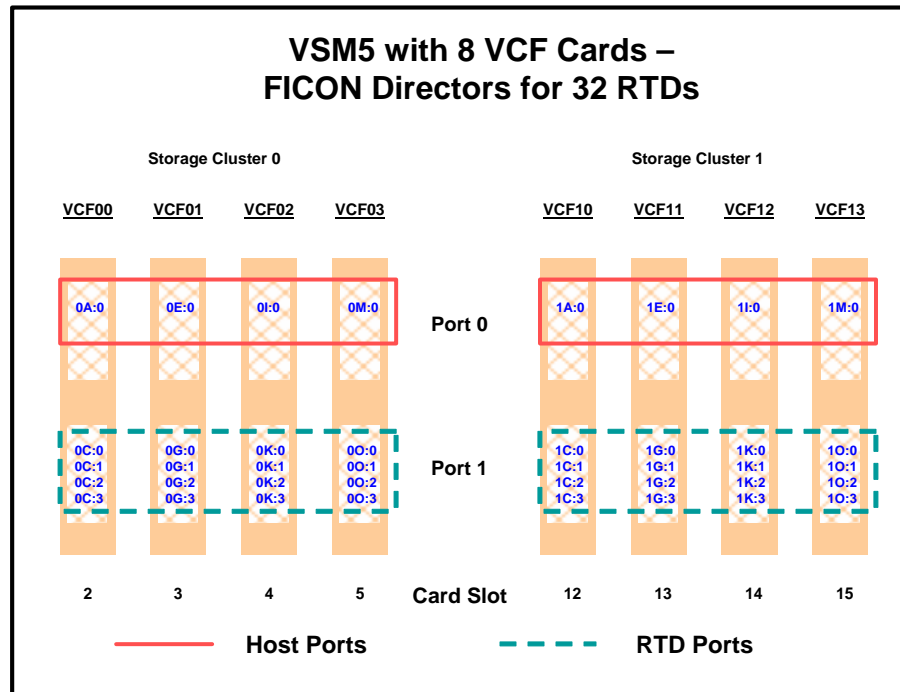 VSM5 with 8 VCF Cards –
FICON Directors for 32 RTDs
Storage Cluster 0 Storage Cluster 1
VCF00 VCF01 VCF02 VCF03 VCF10 VCF11 VCF12 VCF13
0A:0 0E:0 0I:0 0M:0 1A:0 1E:0 1I:0 1M:0
Port 0
0C:0 0G:0 0K:0 0O:0 1C:0 1G:0 1K:0 1O:0
0C:1 0G:1 0K:1 0O:1 Port 1 1C:1 1G:1 1K:1 1O:1
0C:2 0G:2 0K:2 0O:2 1C:2 1G:2 1K:2 1O:2
0C:3 0G:3 0K:3 0O:3 1C:3 1G:3 1K:3 1O:3
2 3 4 5 Card Slot 12 13 14 15
Host Ports RTD Ports